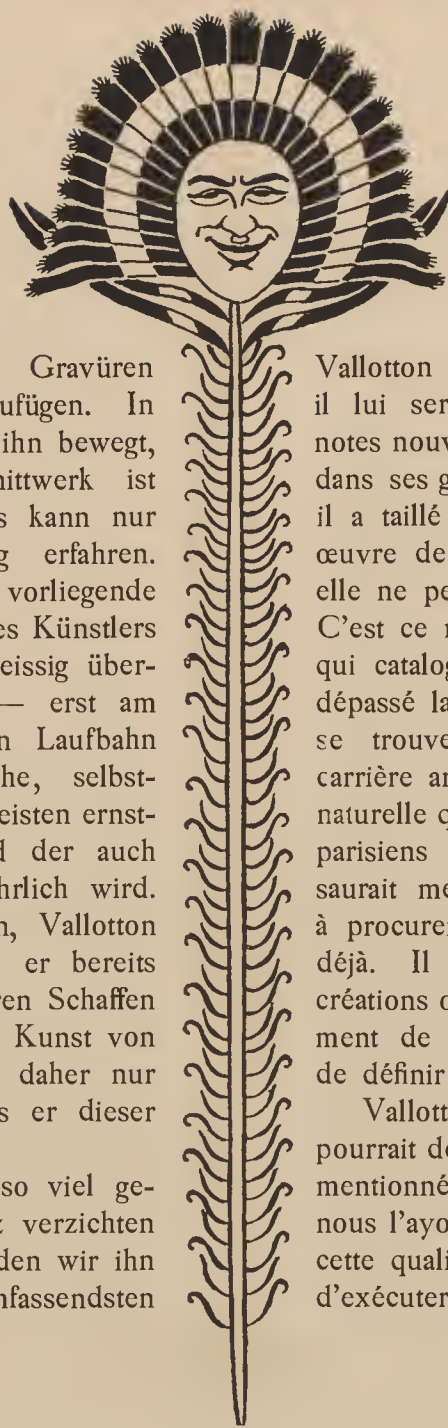 Gravüren
ufügen. In
ihn bewegt,
nittwerk ist
s kann nur
g erfahren.
vorliegende
es Künstlers
eissig über-
— erst am
n Laufbahn
he, selbst-
eisten ernst-
d der auch
hrlich wird.
n, Vallotton
er bereits
ren Schaffen
Kunst von
daher nur
s er dieser
so viel ge-
z verzichten
den wir ihn
nfassendsten
Vallotton
il lui ser
notes nouv
dans ses g
il a taillé
œuvre de
elle ne pe
C'est ce
qui catalog
dépassé la
se trouve
carrière ar
naturelle q
parisiens
saurait me
à procure
déjà. Il
créations
ment de
de définir
Vallott
pourrait de
mentionné
nous l'ayo
cette quali
d'exécuter